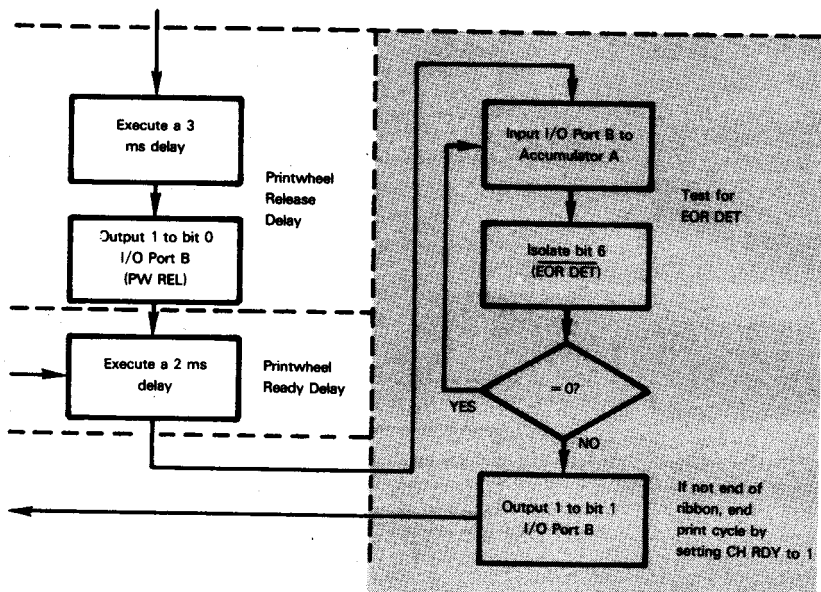 Execute a 3
ms delay
Printwheel
Release
Delay
Output 1 to bit 0
I/O Port B
(PW REL)
Execute a 2 ms
delay
Printwheel
Ready Delay
Input I/O Port B to
Accumulator A
Test for
EOR DET
Isolate bit 6
(EOR DET)
= 0?
YES
NO
Output 1 to bit 1
I/O Port B
If not end of
ribbon, end
print cycle by
setting CH RDY to 1